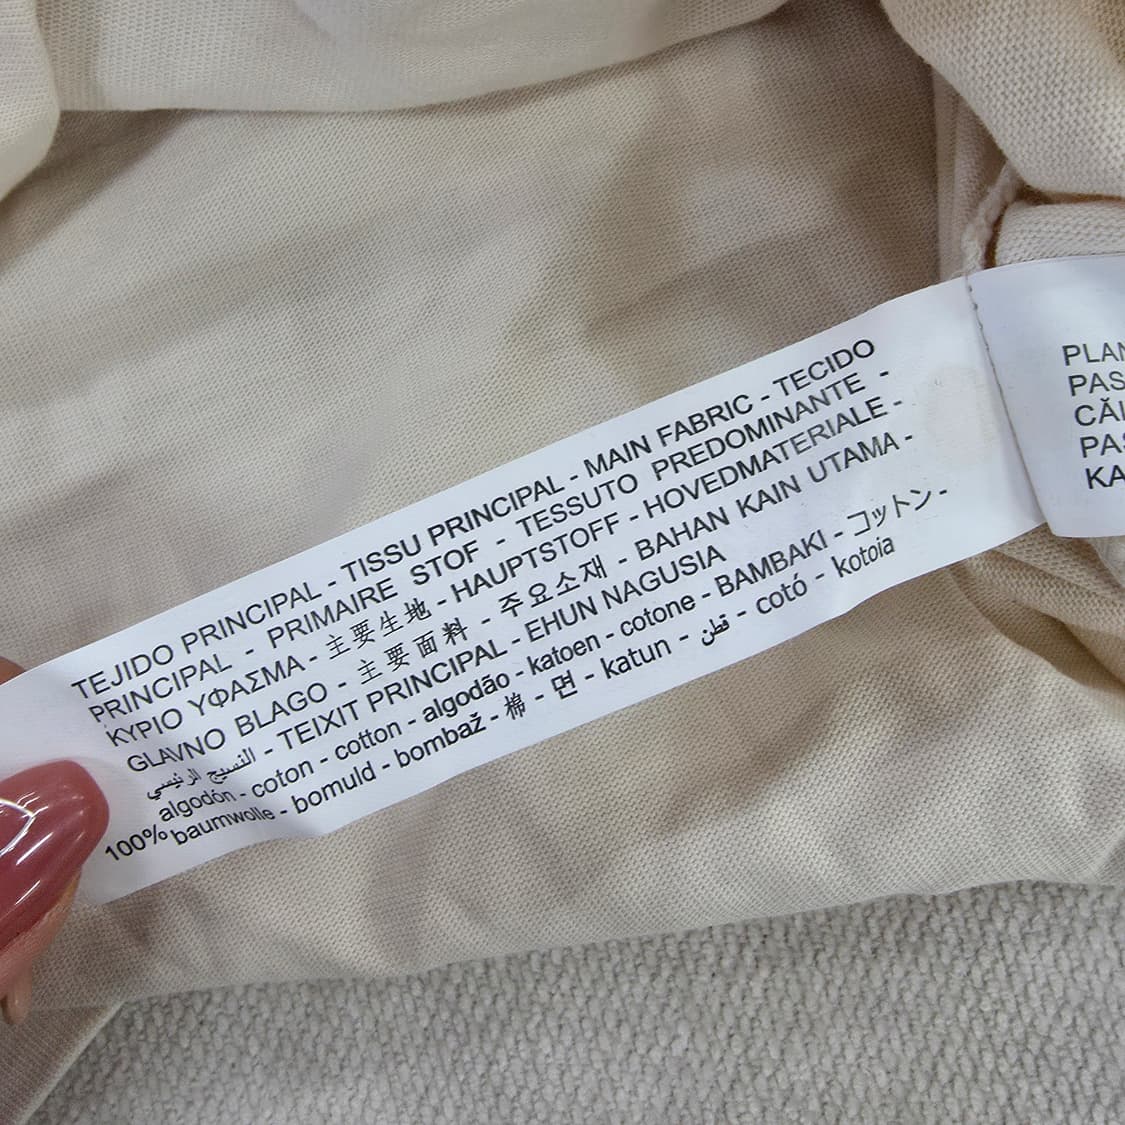 TEJIDO PRINCIPAL - TISSU PRINCIPAL - MAIN FABRIC - TECIDO
PRINCIPAL - PRIMAIRE STOF - TESSUTO PREDOMINANTE -
ΚΥΡΙΟ ΥΦΑΣΜΑ - 主要生地 - HAUPTSTOFF - HOVEDMATERIALE -
GLAVNO BLAGO - 主要面料 - 주요소재 - BAHAN KAIN UTAMA -
النسيج الرئيسي - TEIXIT PRINCIPAL - EHUN NAGUSIA
algodón - coton - cotton - algodão - katoen - cotone - BAMBAKI - コットン -
100% baumwolle - bomuld - bombaž - 棉 - 면 - katun - قطن - cotó - kotoia
PLAN
PAS
CĂL
PAS
KA